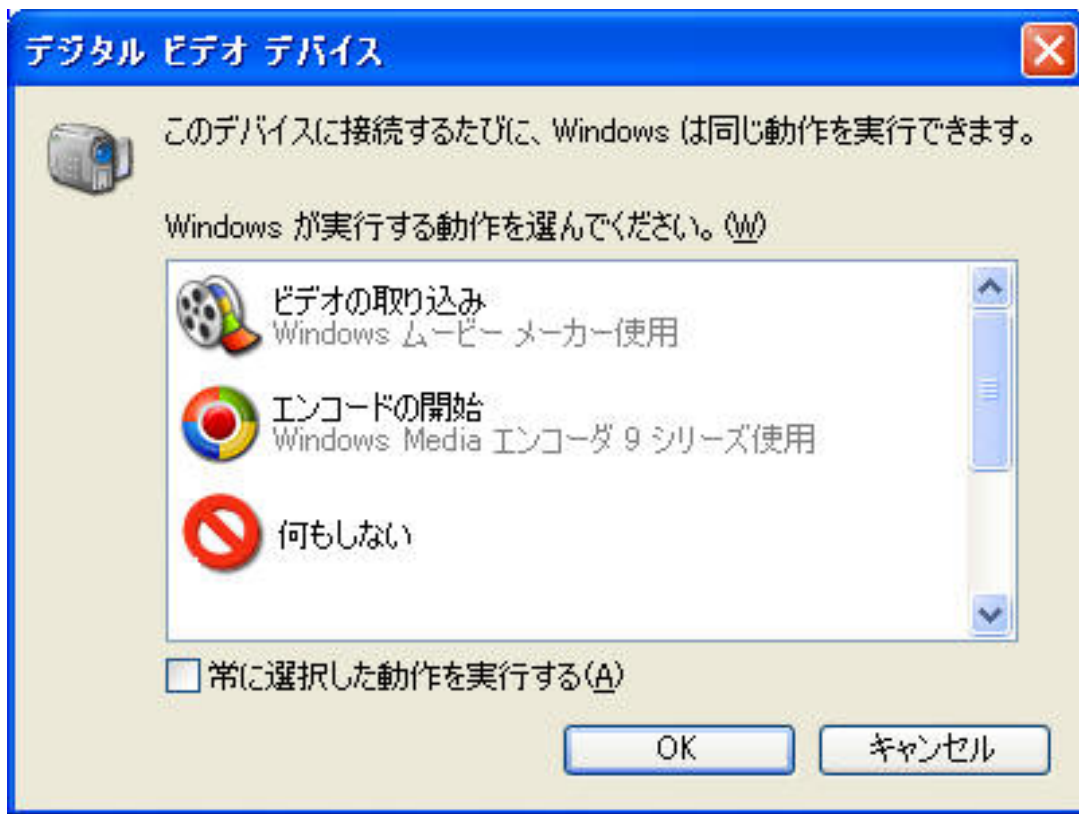 デジタル ビデオ デバイス
このデバイスに接続するたびに、Windows は同じ動作を実行できます。
Windows が実行する動作を選んでください。(W)
ビデオの取り込み
Windows ムービー メーカー使用
エンコードの開始
Windows Media エンコーダ 9 シリーズ使用
何もしない
常に選択した動作を実行する(A)
OK キャンセル